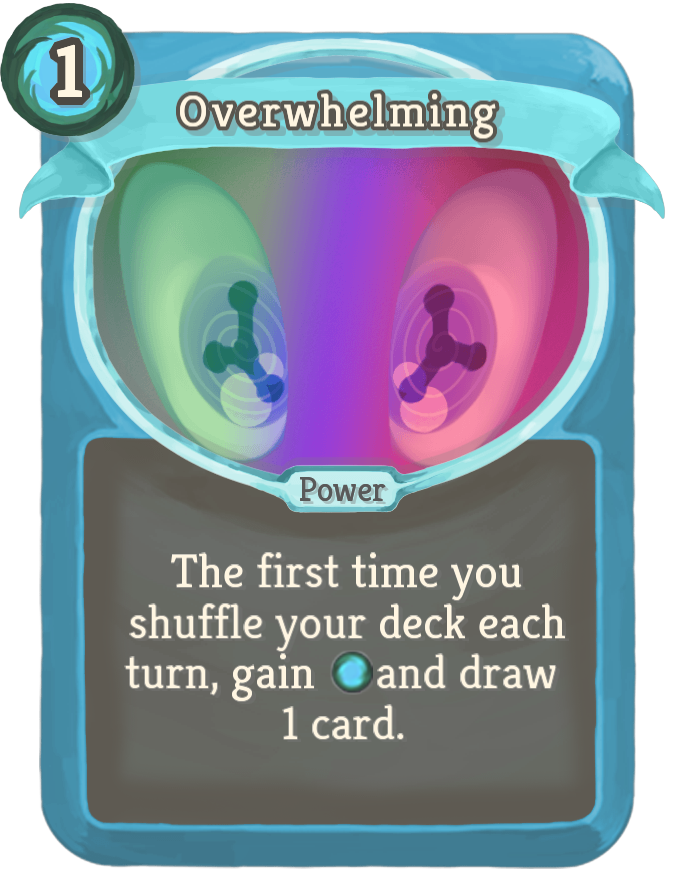 1
Overwhelming
Power
The first time you
shuffle your deck each
turn, gain and draw
1 card.